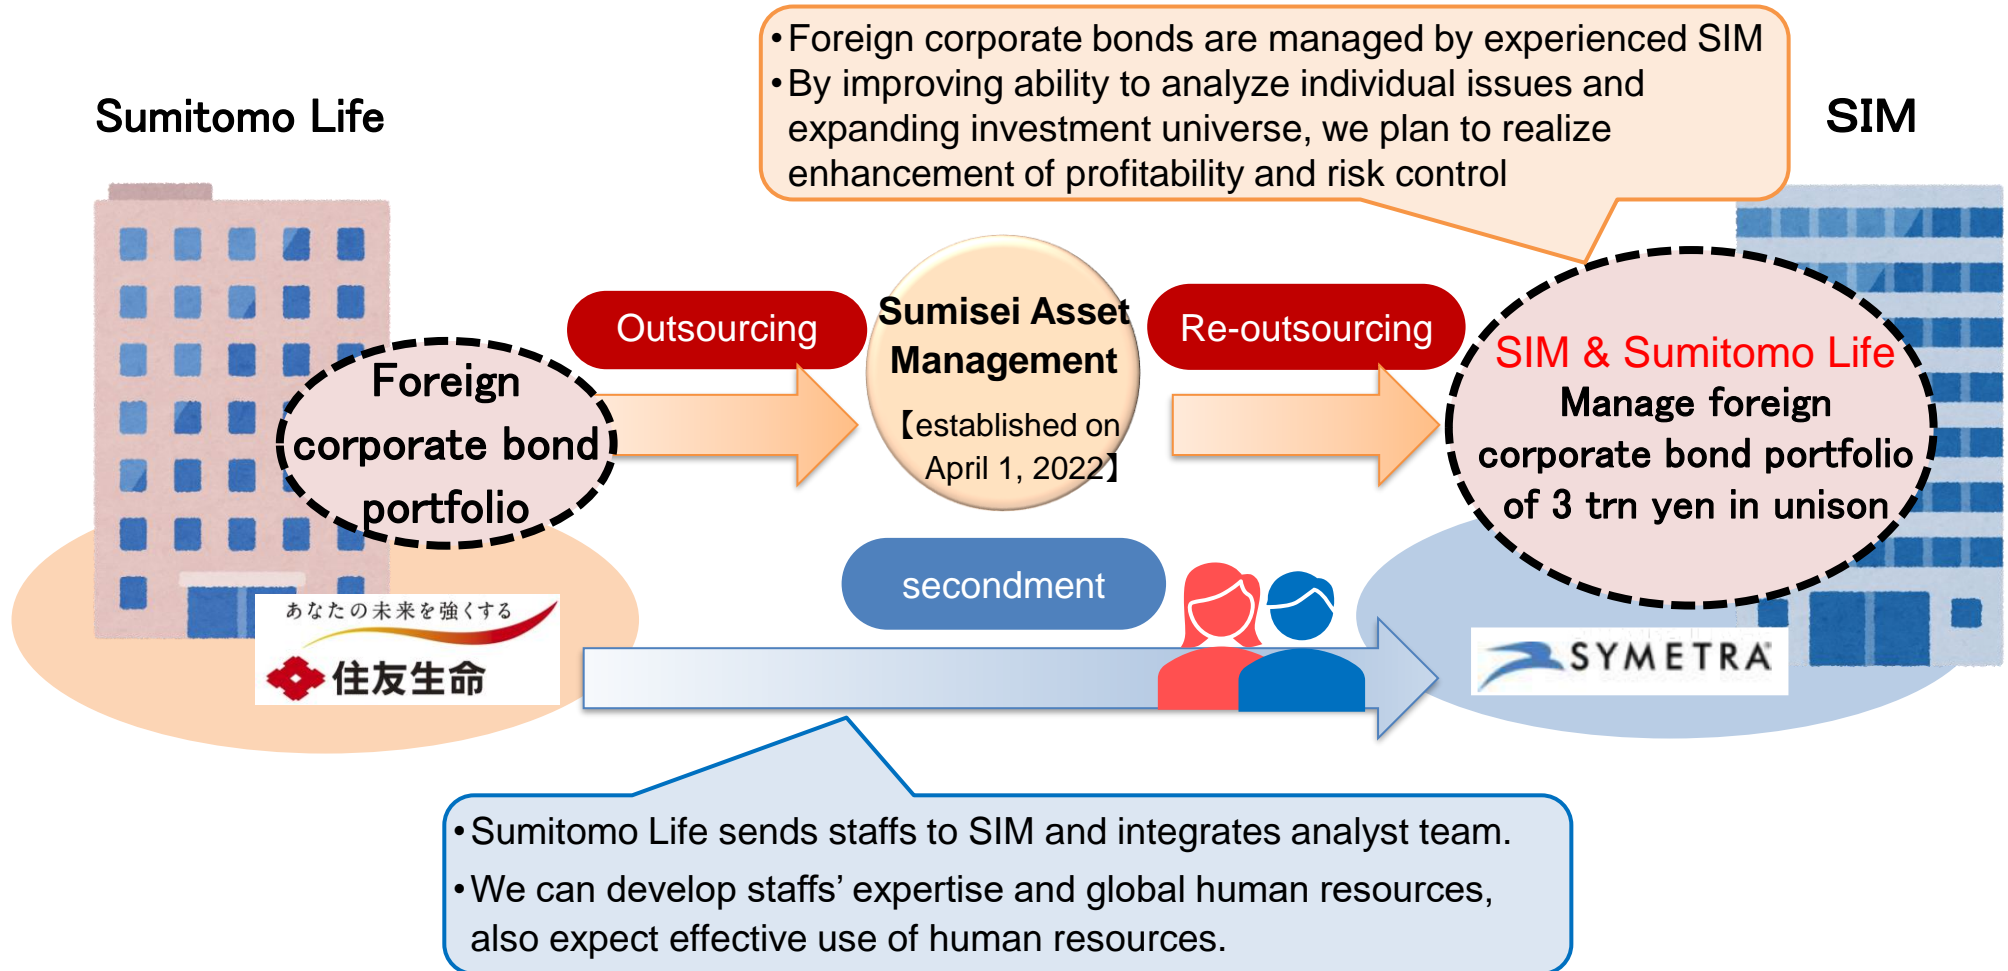 •Foreign corporate bonds are managed by experienced SIM
•By improving ability to analyze individual issues and
expanding investment universe, we plan to realize
enhancement of profitability and risk control
Sumitomo Life
SIM
Outsourcing
Sumisei Asset
Management
【established on
April 1, 2022】
Re-outsourcing
Foreign
corporate bond
portfolio
SIM & Sumitomo Life
Manage foreign
corporate bond portfolio
of 3 trn yen in unison
secondment
あなたの未来を強くする
住友生命
SYMETRA
•Sumitomo Life sends staffs to SIM and integrates analyst team.
•We can develop staffs’ expertise and global human resources,
also expect effective use of human resources.